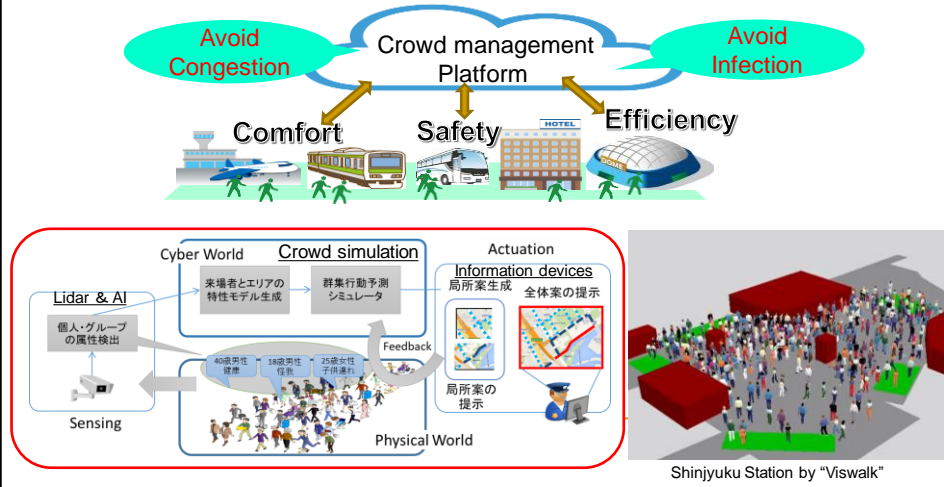 Avoid
Congestion
Crowd management
Platform
Avoid
Infection
Comfort
Safety
Efficiency
HOTEL
DOME
Cyber World
Crowd simulation
Actuation
Lidar & AI
来場者とエリアの
特性モデル生成
群集行動予測
シミュレータ
Information devices
局所案生成
全体案の提示
個人・グループ
の属性検出
40歳男性
健康
18歳男性
怪我
25歳女性
子供連れ
Feedback
局所案の
提示
Sensing
Physical World
Shinjyuku Station by “Viswalk”